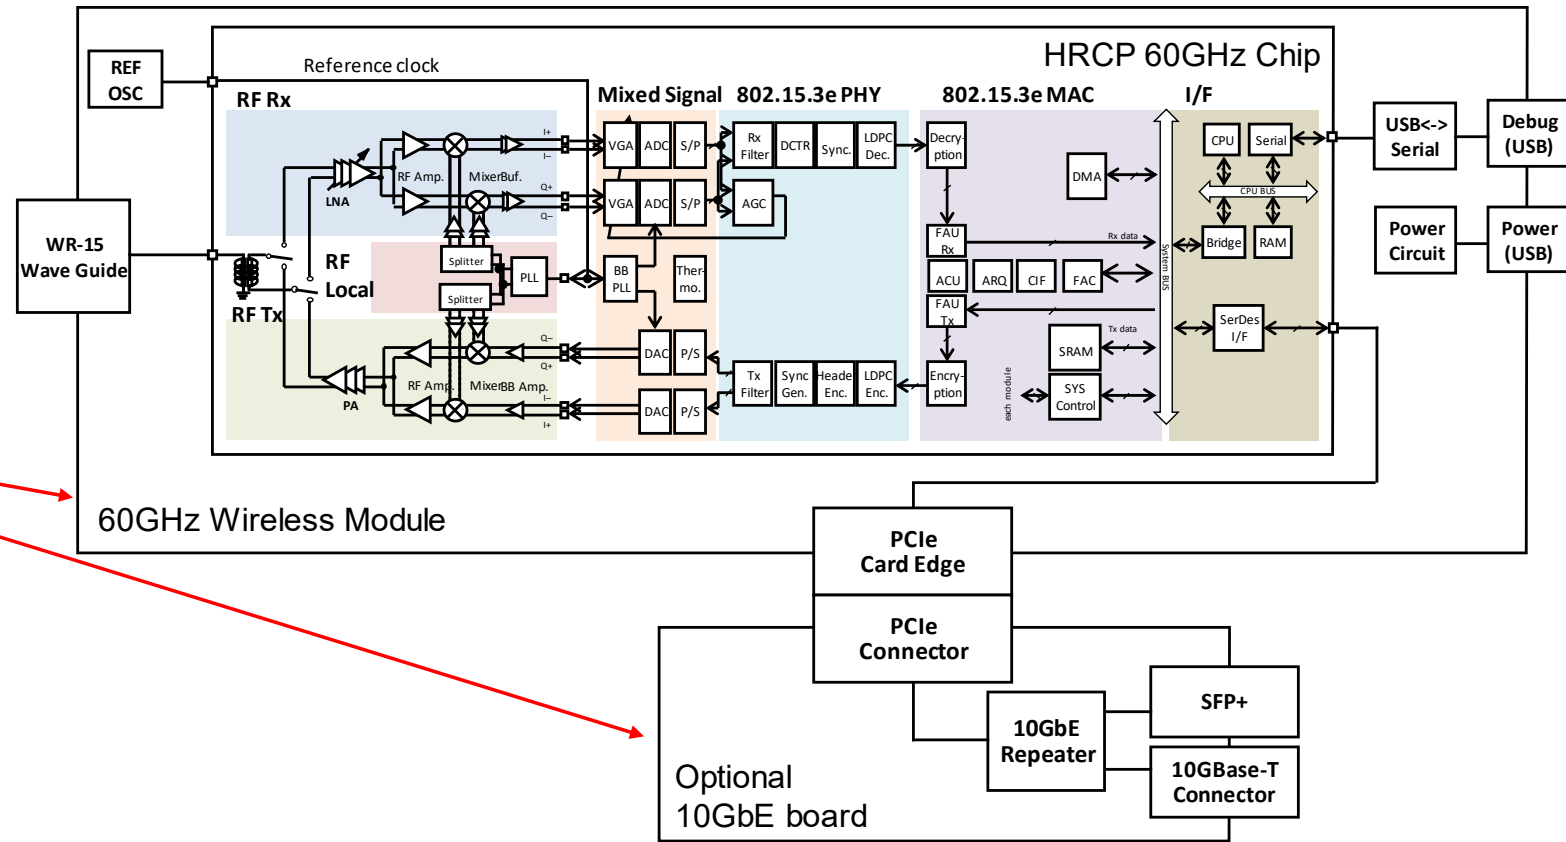 HRCP 60GHz Chip
REF
OSC
Reference clock
RF Rx
Mixed Signal
802.15.3e PHY
802.15.3e MAC
I/F
I+
I−
Q+
Q−
LNA
RF Amp.
Mixer
Buf.
VGA
ADC
S/P
VGA
ADC
S/P
Rx
Filter
DCTR
Sync.
LDPC
Dec.
AGC
Decry-
ption
DMA
CPU
Serial
CPU BUS
Bridge
RAM
USB<->
Serial
Debug
(USB)
Power
Circuit
Power
(USB)
WR-15
Wave Guide
RF
Local
Splitter
Splitter
PLL
BB
PLL
Ther-
mo.
FAU
Rx
Rx data
ACU
ARQ
CIF
FAC
FAU
Tx
Tx data
System BUS
SerDes
I/F
RF Tx
PA
RF Amp.
Mixer
BB Amp.
Q−
Q+
I−
I+
DAC
P/S
DAC
P/S
Tx
Filter
Sync
Gen.
Heade
Enc.
LDPC
Enc.
Encry-
ption
each module
SRAM
SYS
Control
60GHz Wireless Module
PCIe
Card Edge
PCIe
Connector
10GbE
Repeater
SFP+
10GBase-T
Connector
Optional
10GbE board